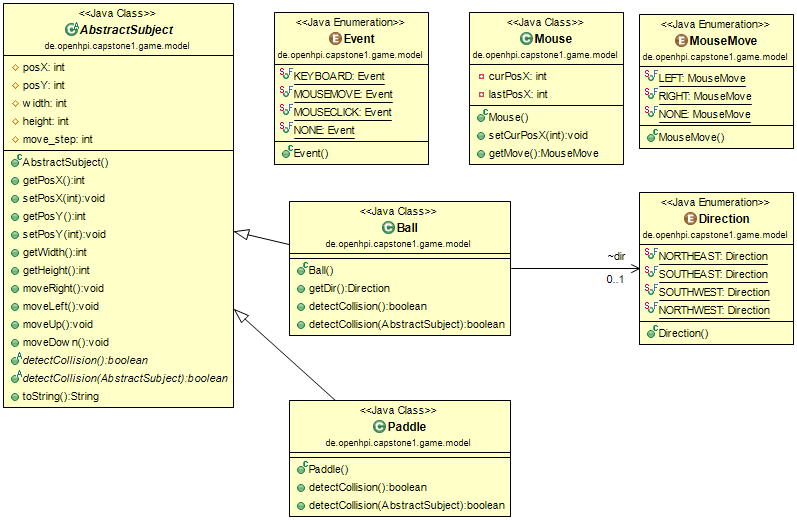 <<Java Class>>
AbstractSubject
de.openhpi.capstone1.game.model
posX: int
posY: int
width: int
height: int
move_step: int
AbstractSubject()
getPosX():int
setPosX(int):void
getPosY():int
setPosY(int):void
getWidth():int
getHeight():int
moveRight():void
moveLeft():void
moveUp():void
moveDown():void
detectCollision():boolean
detectCollision(AbstractSubject):boolean
toString():String
<<Java Enumeration>>
Event
de.openhpi.capstone1.game.model
KEYBOARD: Event
MOUSEMOVE: Event
MOUSECLICK: Event
NONE: Event
Event()
<<Java Class>>
Mouse
de.openhpi.capstone1.game.model
curPosX: int
lastPosX: int
Mouse()
setCurPosX(int):void
getMove():MouseMove
<<Java Enumeration>>
MouseMove
de.openhpi.capstone1.game.model
LEFT: MouseMove
RIGHT: MouseMove
NONE: MouseMove
MouseMove()
<<Java Class>>
Ball
de.openhpi.capstone1.game.model
Ball()
getDir():Direction
detectCollision():boolean
detectCollision(AbstractSubject):boolean
~dir
0..1
<<Java Enumeration>>
Direction
de.openhpi.capstone1.game.model
NORTHEAST: Direction
SOUTHEAST: Direction
SOUTHWEST: Direction
NORTHWEST: Direction
Direction()
<<Java Class>>
Paddle
de.openhpi.capstone1.game.model
Paddle()
detectCollision():boolean
detectCollision(AbstractSubject):boolean